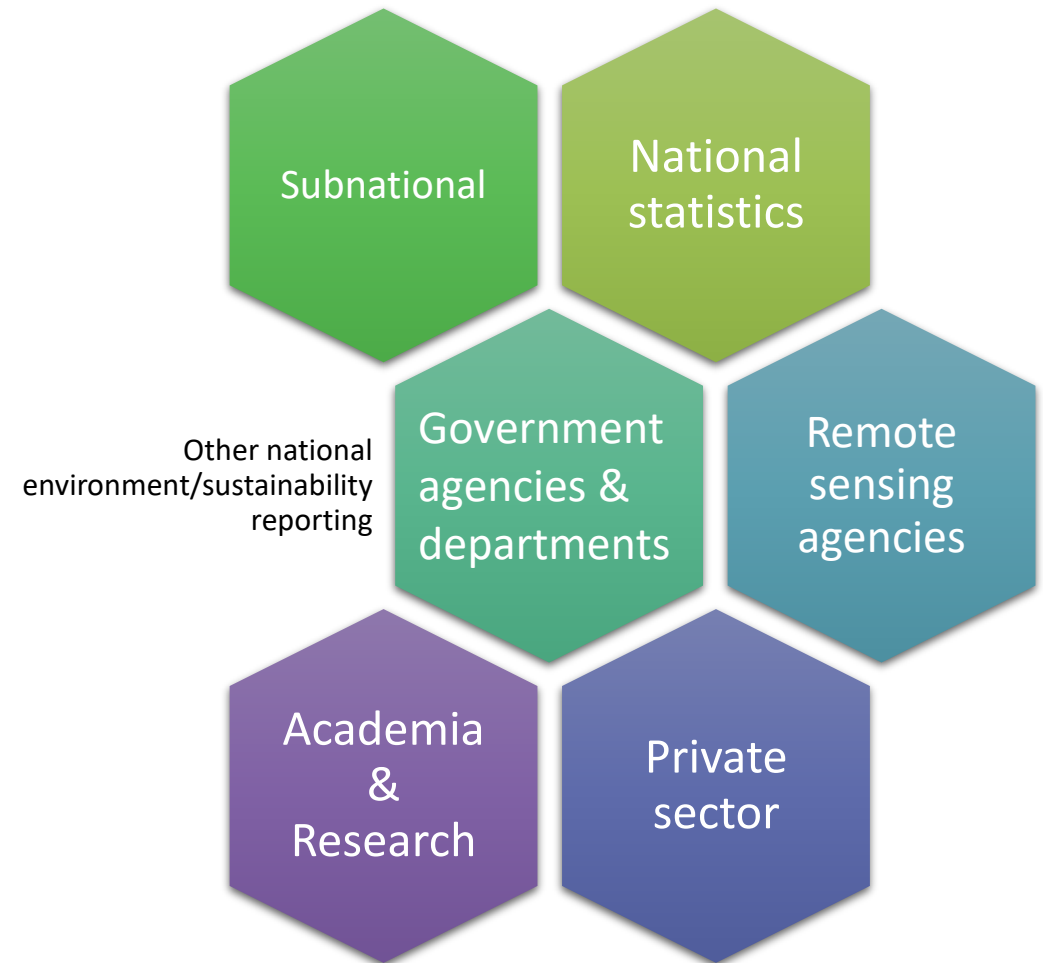 Subnational
National
statistics
Other national
environment/sustainability
reporting
Government
agencies &
departments
Remote
sensing
agencies
Academia
&
Research
Private
sector